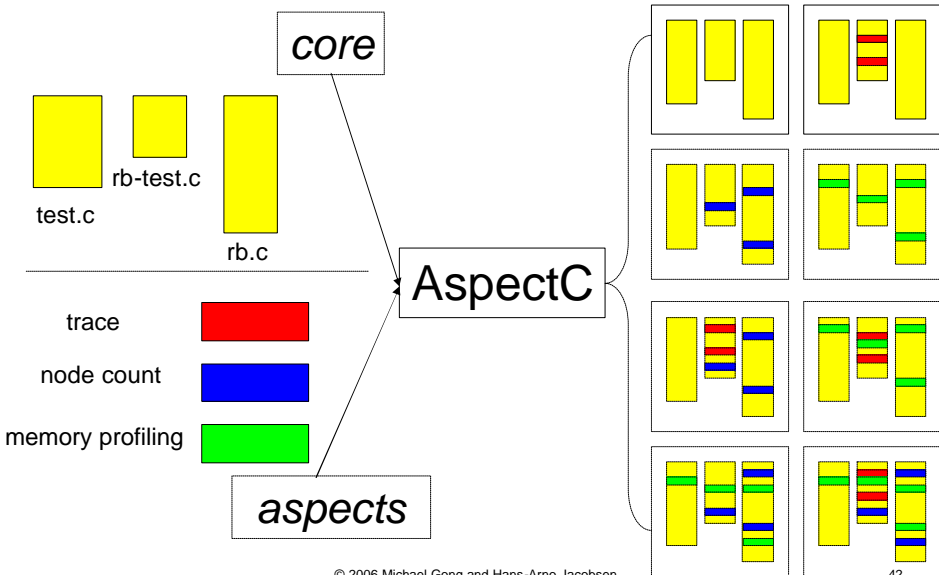 core
rb-test.c
test.c
rb.c
AspectC
trace
node count
memory profiling
aspects
© 2006 Michael Gong and Hans-Arno Jacobsen
42